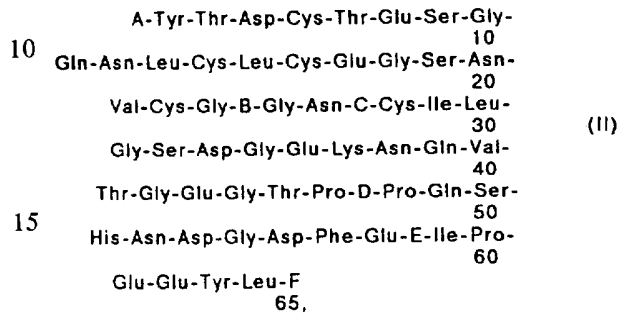 A-Tyr-Thr-Asp-Cys-Thr-Glu-Ser-Gly-
10
10
Gln-Asn-Leu-Cys-Leu-Cys-Glu-Gly-Ser-Asn-
20
Val-Cys-Gly-B-Gly-Asn-C-Cys-Ile-Leu-
30
(II)
Gly-Ser-Asp-Gly-Glu-Lys-Asn-Gln-Val-
40
Thr-Gly-Glu-Gly-Thr-Pro-D-Pro-Gln-Ser-
50
15
His-Asn-Asp-Gly-Asp-Phe-Glu-E-Ile-Pro-
60
Glu-Glu-Tyr-Leu-F
65,